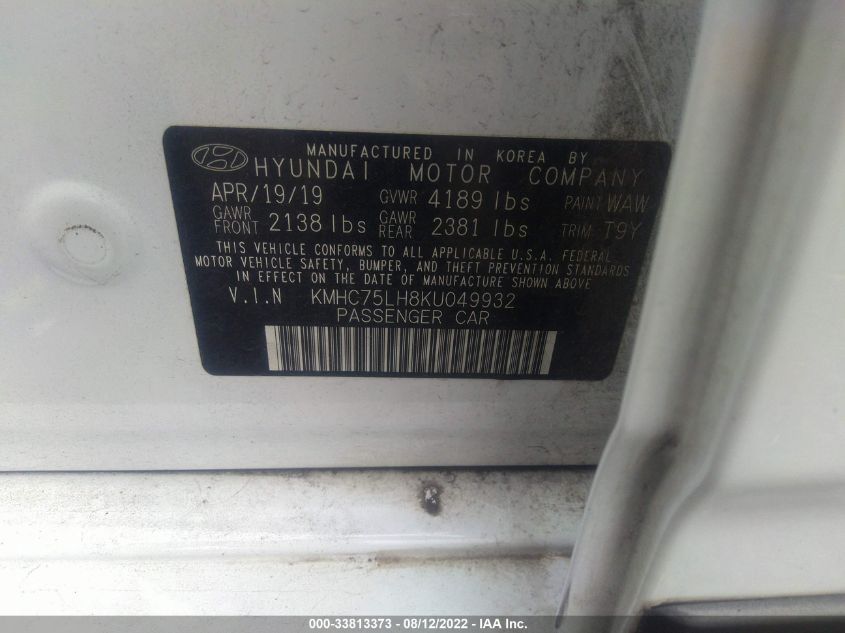 MANUFACTURED IN KOREA BY
HYUNDAI MOTOR COMPANY
APR/19/19 GVWR 4189 lbs PAINT WAW
GAWR FRONT 2138 lbs GAWR REAR 2381 lbs TRIM T9Y
THIS VEHICLE CONFORMS TO ALL APPLICABLE U.S.A. FEDERAL
MOTOR VEHICLE SAFETY, BUMPER, AND THEFT PREVENTION STANDARDS
IN EFFECT ON THE DATE OF MANUFACTURE SHOWN ABOVE
V.I.N KMHC75LH8KU049932
PASSENGER CAR
000-33813373 - 08/12/2022 - IAA Inc.